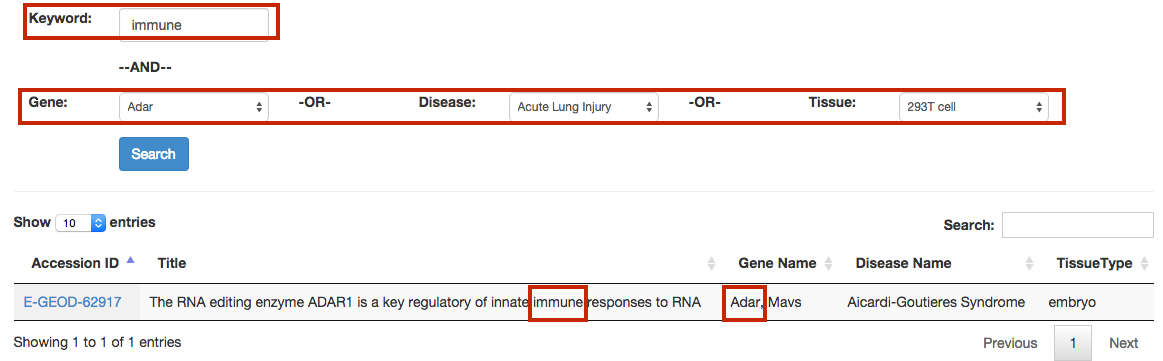 Keyword: immune
--AND--
Gene: Adar -OR- Disease: Acute Lung Injury -OR- Tissue: 293T cell
Search
Show 10 entries Search:
Accession ID Title Gene Name Disease Name TissueType
E-GEOD-62917 The RNA editing enzyme ADAR1 is a key regulatory of innate immune responses to RNA Adar, Mavs Aicardi-Goutieres Syndrome embryo
Showing 1 to 1 of 1 entries Previous 1 Next